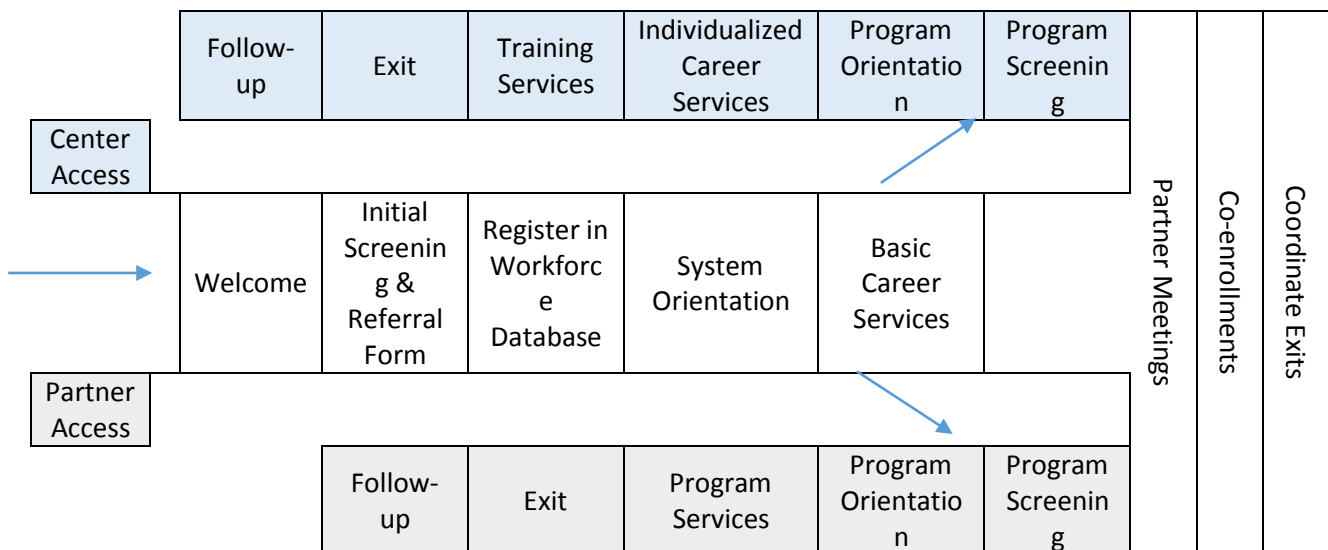 Follow-
up
Exit
Training
Services
Individualized
Career
Services
Program
Orientatio
n
Program
Screenin
g
Center
Access
Welcome
Initial
Screenin
g &
Referral
Form
Register in
Workforc
e
Database
System
Orientation
Basic
Career
Services
Partner Meetings
Co-enrollments
Coordinate Exits
Partner
Access
Follow-
up
Exit
Program
Services
Program
Orientatio
n
Program
Screenin
g